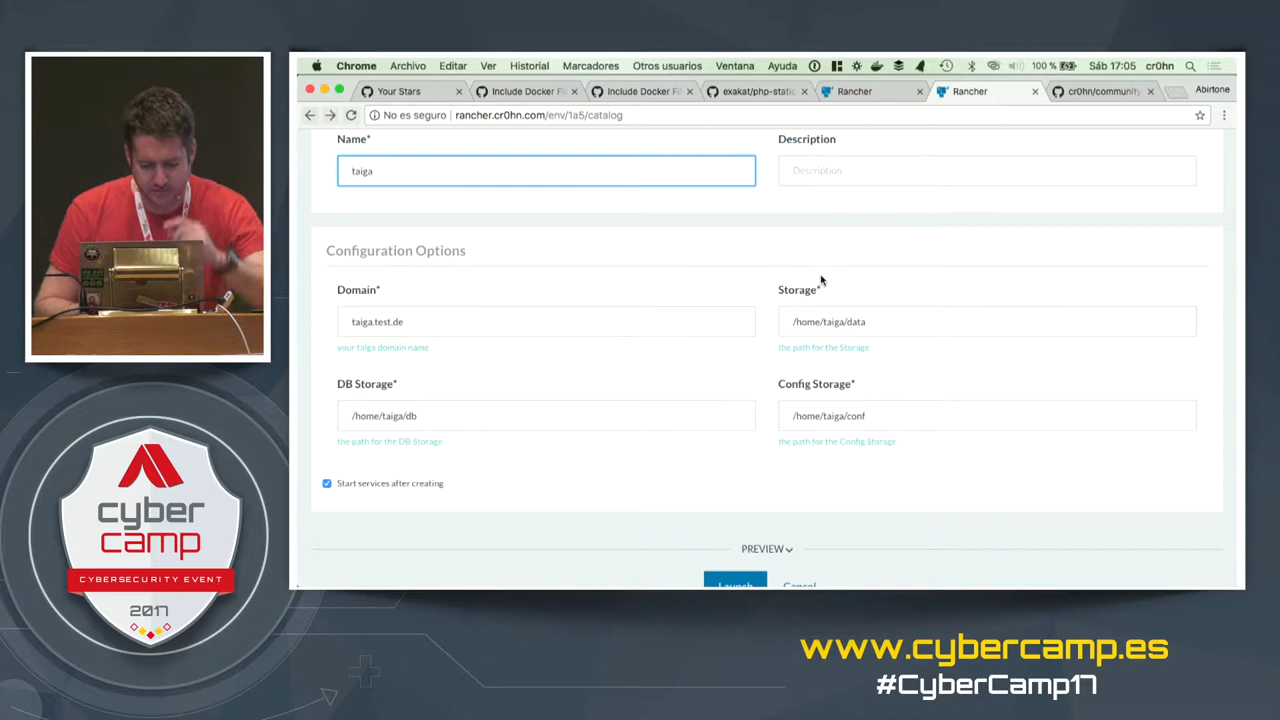 Chrome Archivo Editar Ver Historial Marcadores Otros usuarios Ventana Ayuda 100 % Sáb 17:05 cr0hn
Your Stars × Include Docker Fi × Include Docker Fi × exakat/php-static × Rancher × Rancher × cr0hn/community × Abirtone
No es seguro rancher.cr0hn.com/env/1a5/catalog
Name* Description
taiga Description
Configuration Options
Domain* Storage*
taiga.test.de /home/taiga/data
your taiga domain name the path for the Storage
DB Storage* Config Storage*
/home/taiga/db /home/taiga/conf
the path for the DB Storage the path for the Config Storage
Start services after creating
PREVIEW
Launch Cancel
cyber
camp
CYBERSECURITY EVENT
2017
www.cybercamp.es
#CyberCamp17